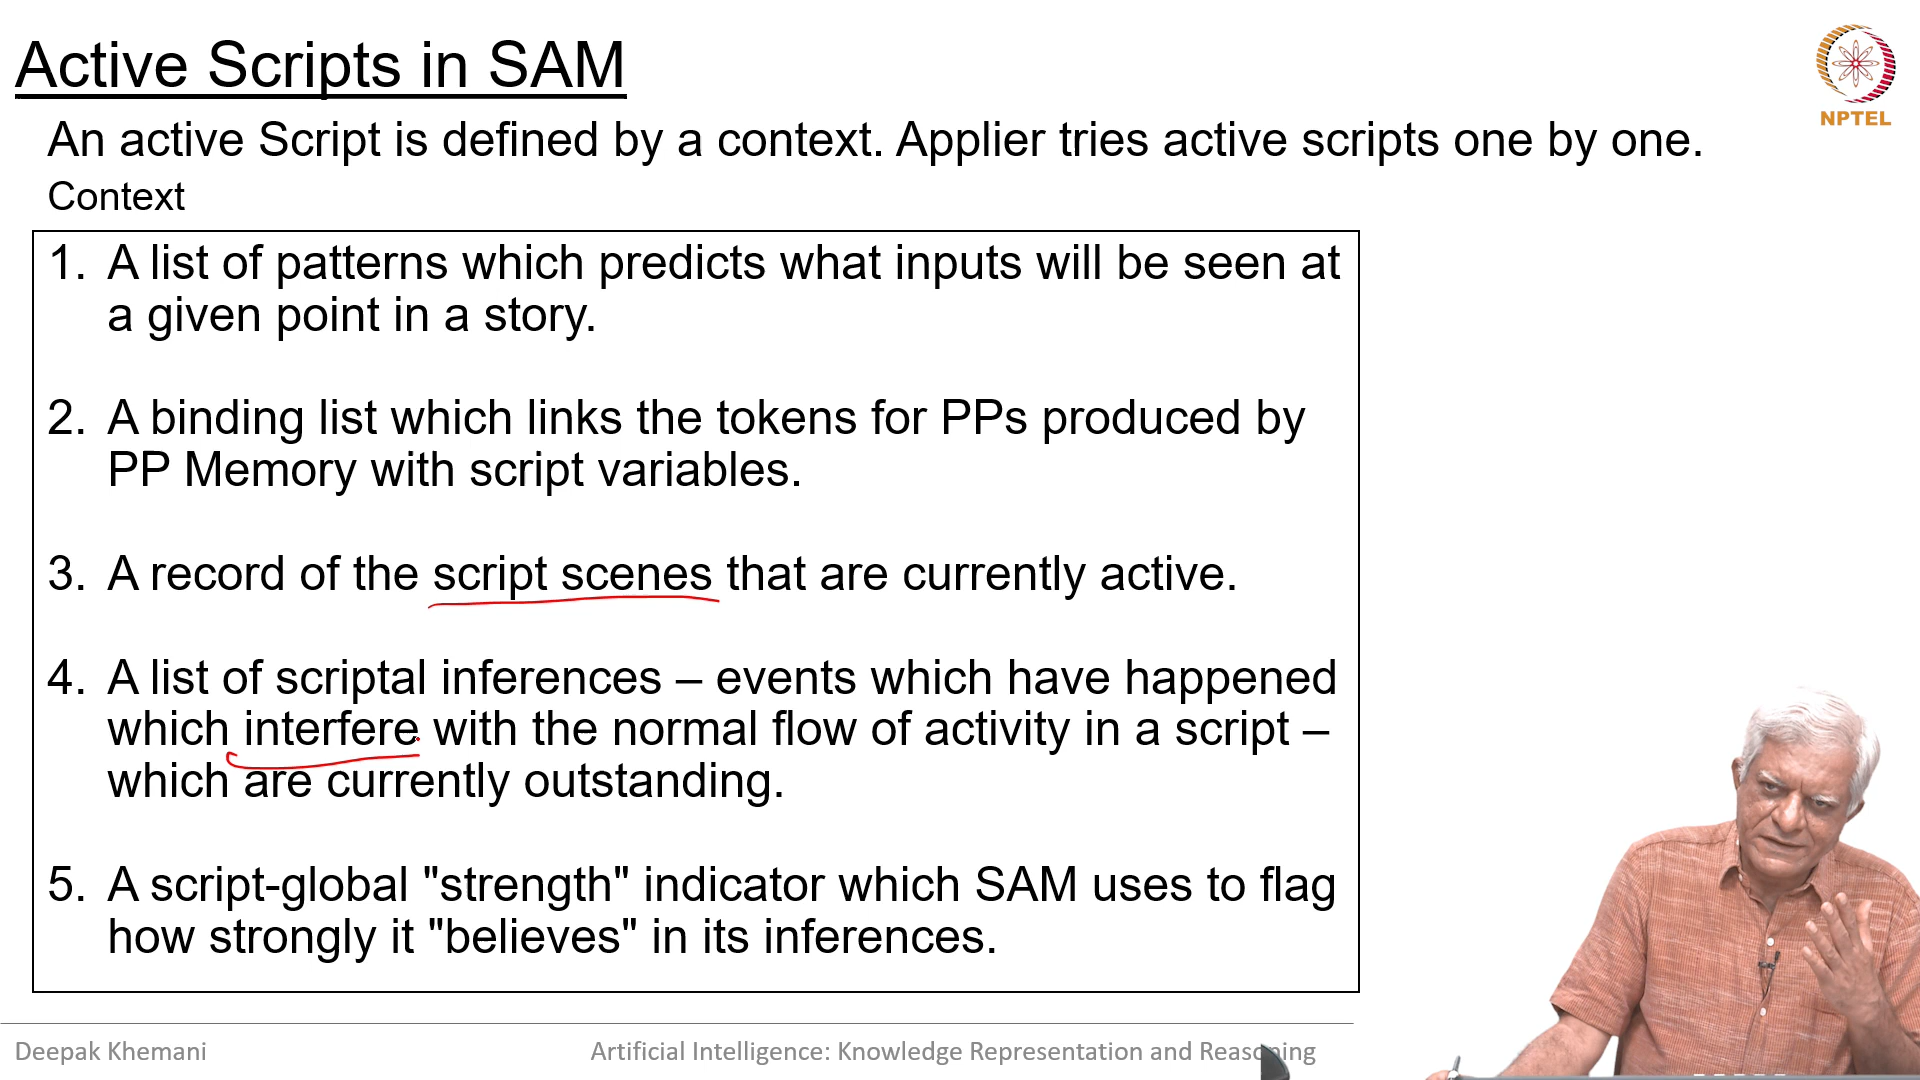 Active Scripts in SAM
NPTEL
An active Script is defined by a context. Applier tries active scripts one by one.
Context
1. A list of patterns which predicts what inputs will be seen at
a given point in a story.
2. A binding list which links the tokens for PPs produced by
PP Memory with script variables.
3. A record of the script scenes that are currently active.
4. A list of scriptal inferences – events which have happened
which interfere with the normal flow of activity in a script –
which are currently outstanding.
5. A script-global "strength" indicator which SAM uses to flag
how strongly it "believes" in its inferences.
Deepak Khemani
Artificial Intelligence: Knowledge Representation and Reasoning